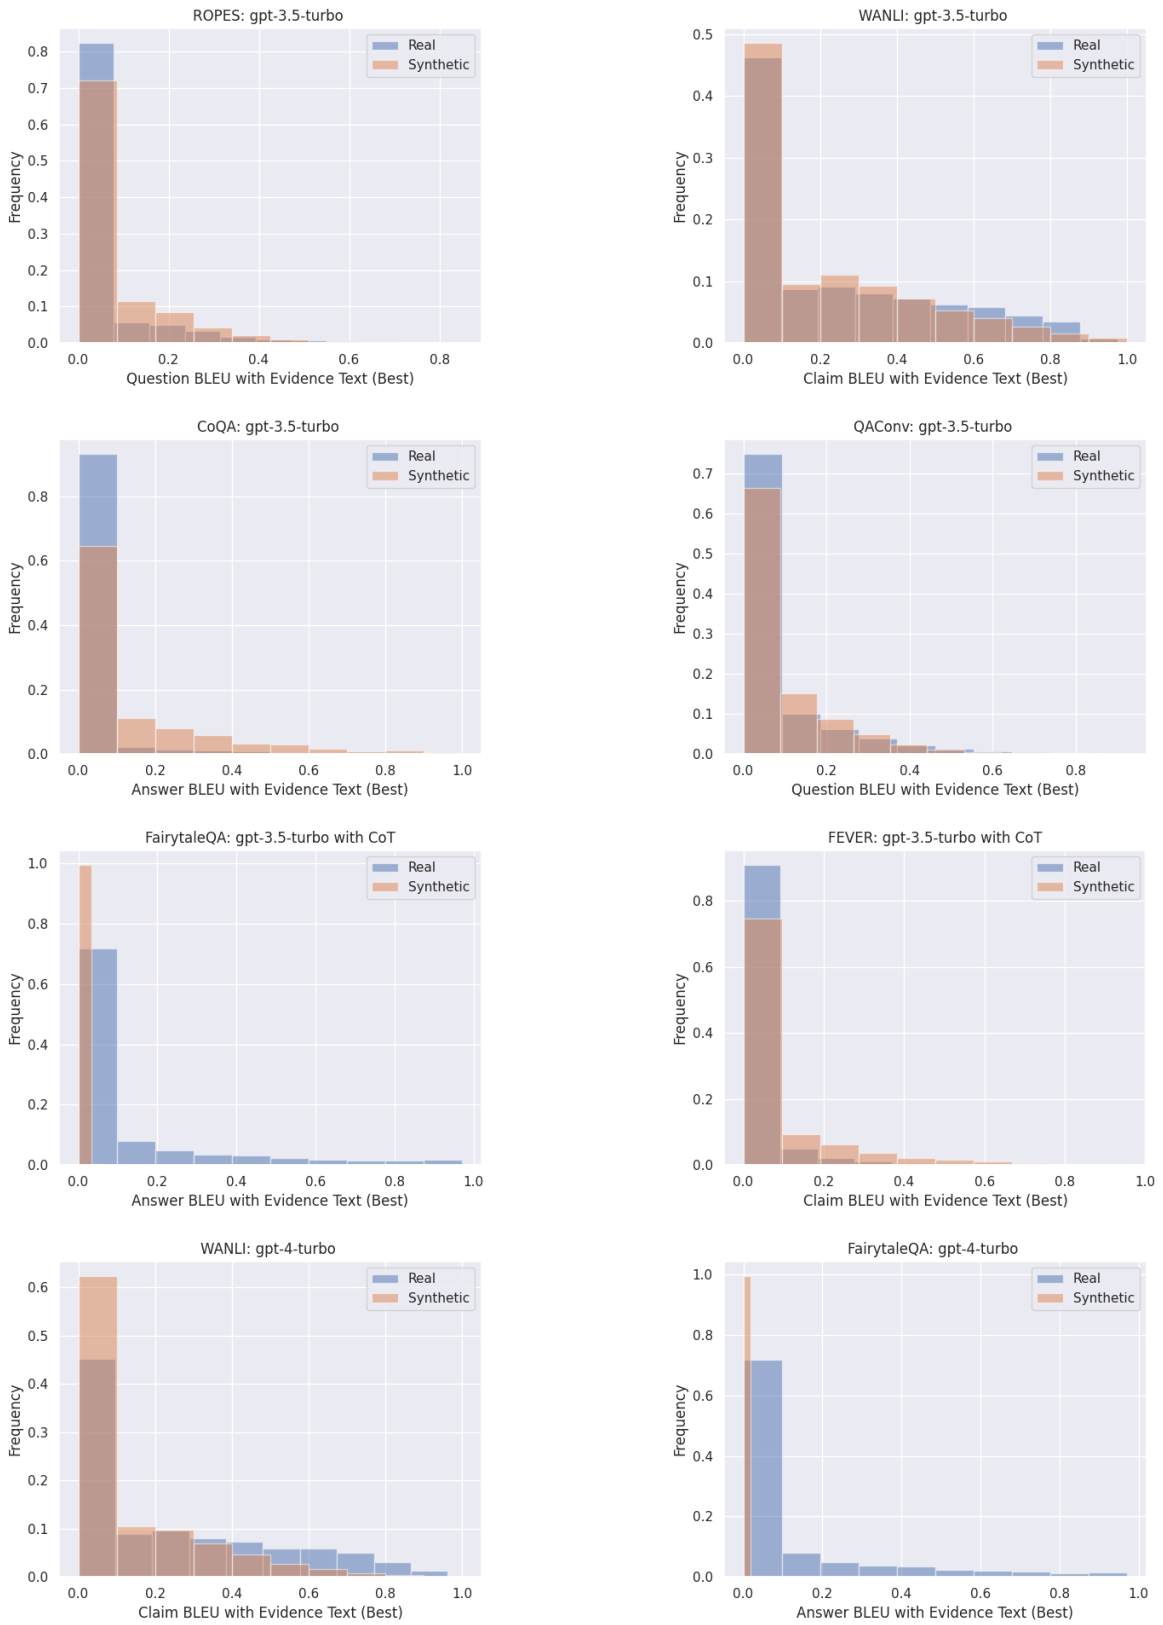 ROPES: gpt-3.5-turbo
Real
Synthetic
Frequency
0.8
0.7
0.6
0.5
0.4
0.3
0.2
0.1
0.0
0.0 0.2 0.4 0.6 0.8
Question BLEU with Evidence Text (Best)
WANLI: gpt-3.5-turbo
Real
Synthetic
Frequency
0.5
0.4
0.3
0.2
0.1
0.0
0.0 0.2 0.4 0.6 0.8 1.0
Claim BLEU with Evidence Text (Best)
CoQA: gpt-3.5-turbo
Real
Synthetic
Frequency
0.8
0.6
0.4
0.2
0.0
0.0 0.2 0.4 0.6 0.8 1.0
Answer BLEU with Evidence Text (Best)
QAConv: gpt-3.5-turbo
Real
Synthetic
Frequency
0.7
0.6
0.5
0.4
0.3
0.2
0.1
0.0
0.0 0.2 0.4 0.6 0.8
Question BLEU with Evidence Text (Best)
FairytaleQA: gpt-3.5-turbo with CoT
Real
Synthetic
Frequency
1.0
0.8
0.6
0.4
0.2
0.0
0.0 0.2 0.4 0.6 0.8 1.0
Answer BLEU with Evidence Text (Best)
FEVER: gpt-3.5-turbo with CoT
Real
Synthetic
Frequency
0.8
0.6
0.4
0.2
0.0
0.0 0.2 0.4 0.6 0.8 1.0
Claim BLEU with Evidence Text (Best)
WANLI: gpt-4-turbo
Real
Synthetic
Frequency
0.6
0.5
0.4
0.3
0.2
0.1
0.0
0.0 0.2 0.4 0.6 0.8 1.0
Claim BLEU with Evidence Text (Best)
FairytaleQA: gpt-4-turbo
Real
Synthetic
Frequency
1.0
0.8
0.6
0.4
0.2
0.0
0.0 0.2 0.4 0.6 0.8 1.0
Answer BLEU with Evidence Text (Best)